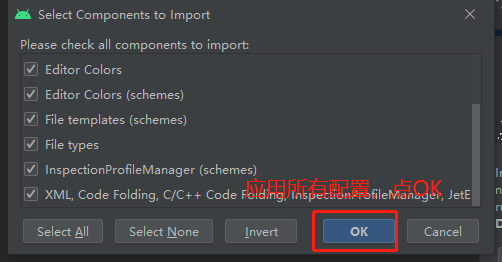 Select Components to Import
Please check all components to import:
Editor Colors
Editor Colors (schemes)
File templates (schemes)
File types
InspectionProfileManager (schemes)
XML, Code Folding, C/C++ Code Folding, InspectionProfileManager, JetE
应用所有配置，点OK
Select All
Select None
Invert
OK
Cancel